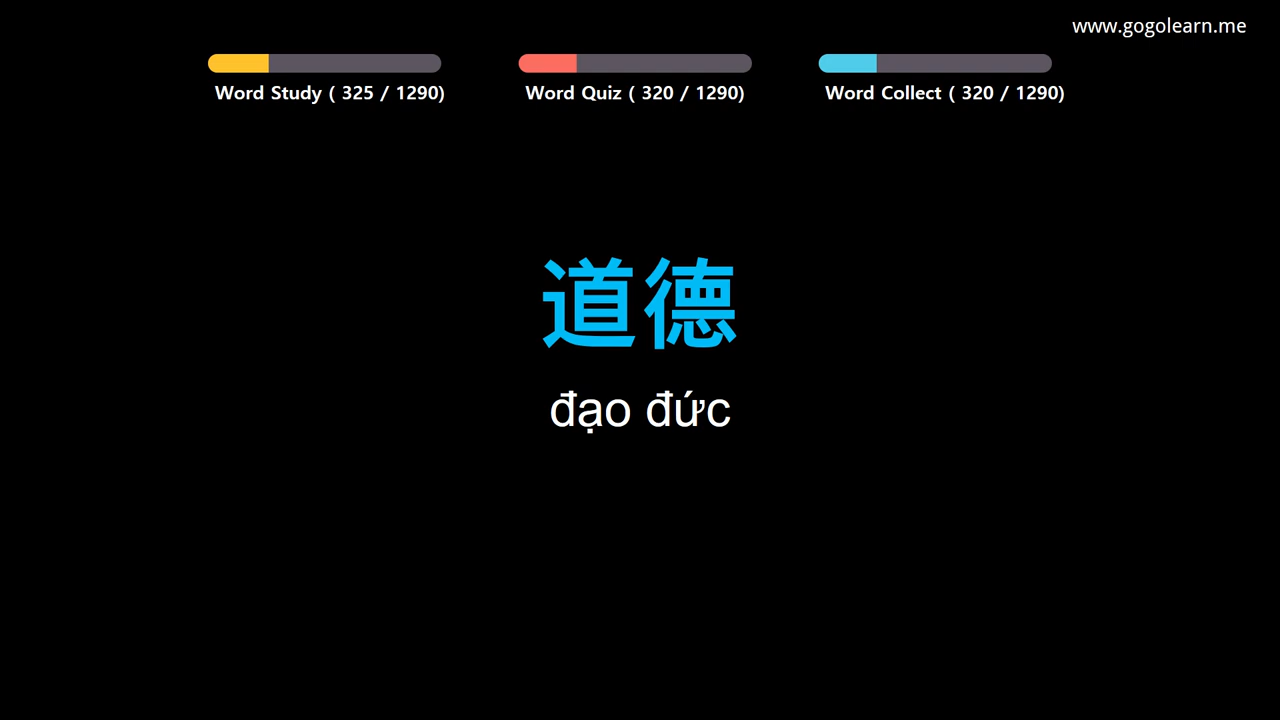 www.gogolearn.me
Word Study ( 325 / 1290)
Word Quiz ( 320 / 1290)
Word Collect ( 320 / 1290)
道德
đạo đức